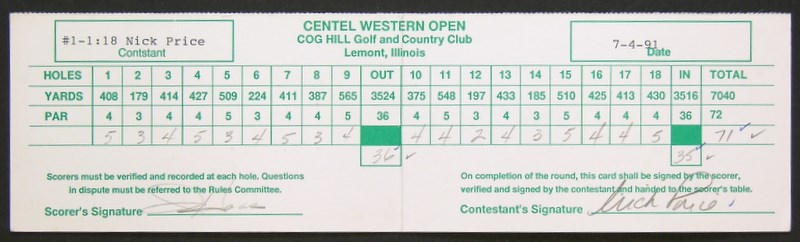 CENTEL WESTERN OPEN
#1-1:18 Nick Price
COG HILL Golf and Country Club
7-4-91
Contstant
Lemont, Illinois
Date
HOLES 1 2 3 4 5 6 7 8 9 OUT 10 11 12 13 14 15 16 17 18 IN TOTAL
YARDS 408 179 414 427 509 224 411 387 565 3524 375 548 197 433 185 510 425 413 430 3516 7040
PAR 4 3 4 4 5 3 4 4 5 36 4 5 3 4 3 5 4 4 4 36 72
5 3 4 5 3 4 5 3 4 4 4 2 4 3 5 4 4 5 71
36 35
Scorers must be verified and recorded at each hole. Questions
in dispute must be referred to the Rules Committee.
On completion of the round, this card shall be signed by the scorer,
verified and signed by the contestant and handed to the scorer's table.
Scorer's Signature
Contestant's Signature Nick Price